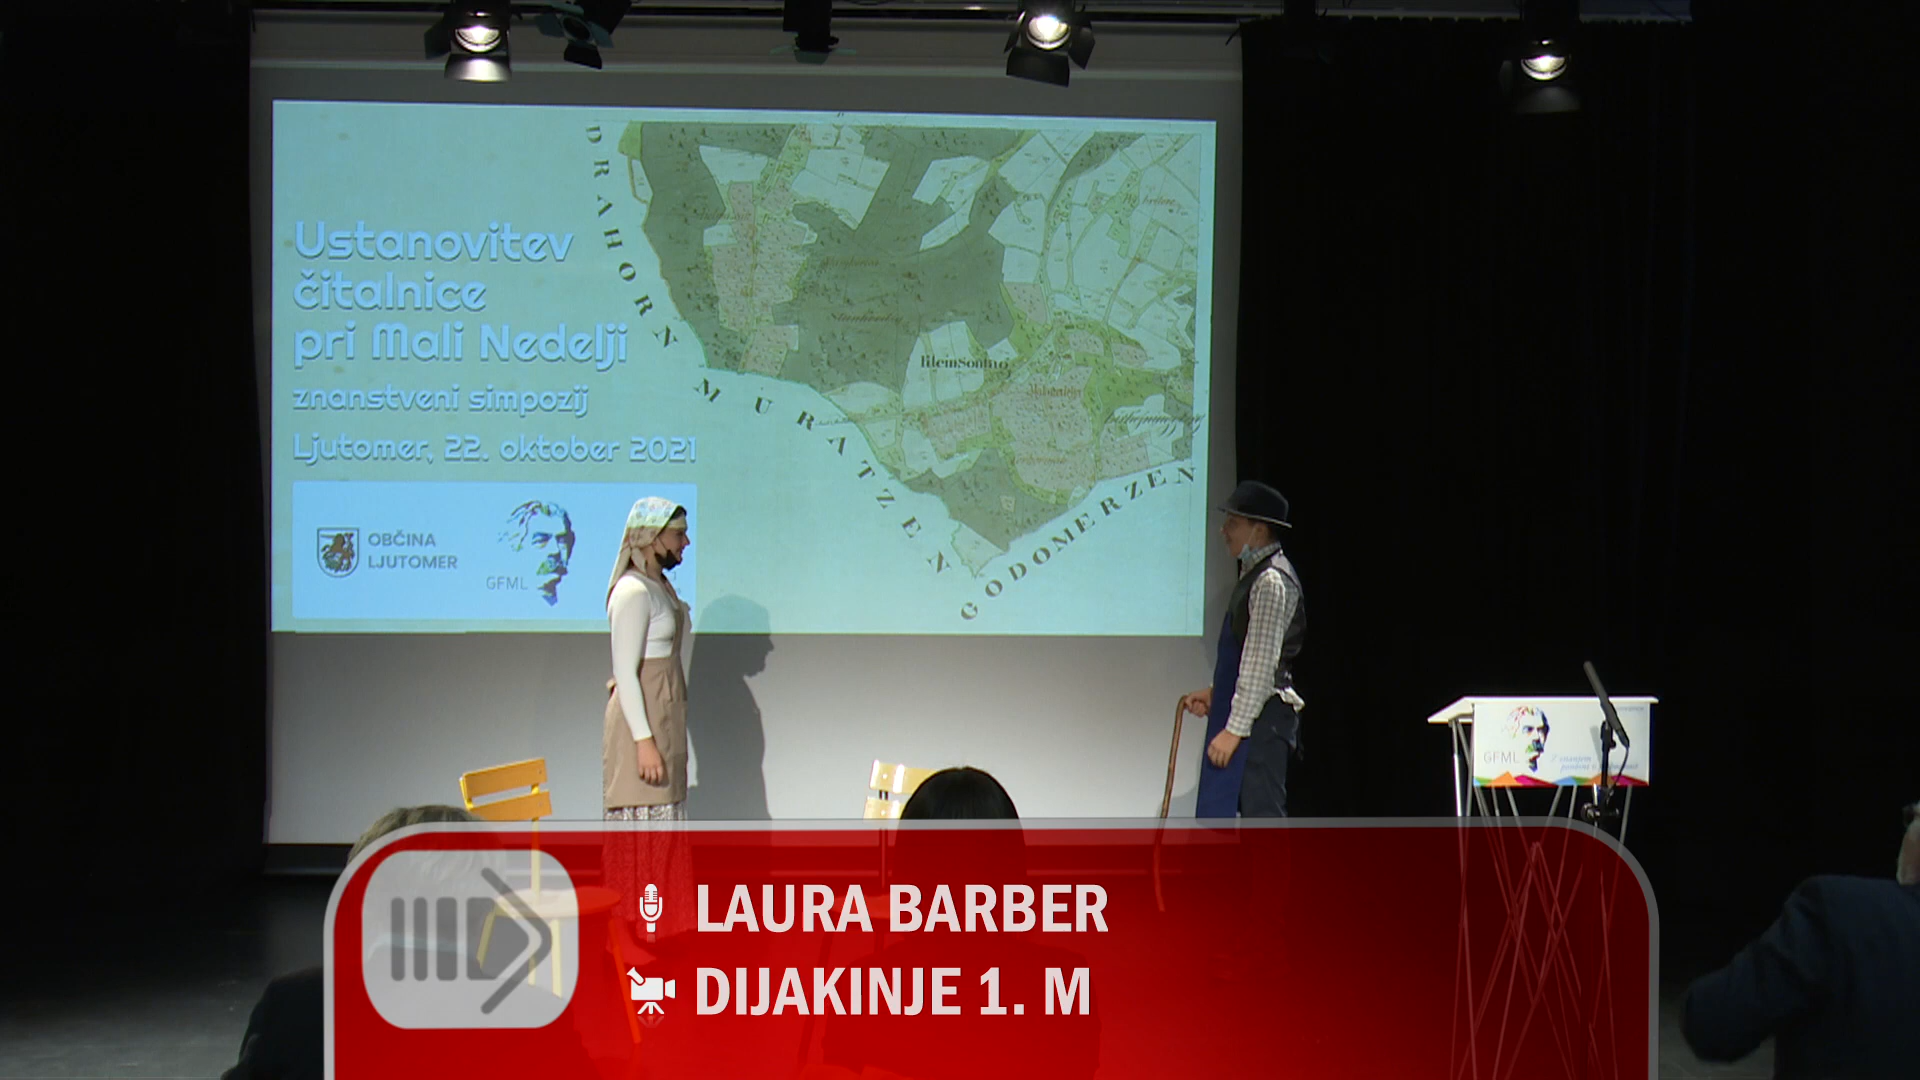 Ustanovitev
čitalnice
pri Mali Nedelji
znanstveni simpozij
Ljutomer, 22. oktober 2021
OBČINA
LJUTOMER
GFML
DRAHORN
MURATZEN
GODOMERZEN
GFML
LAURA BARBER
DIJAKINJE 1. M